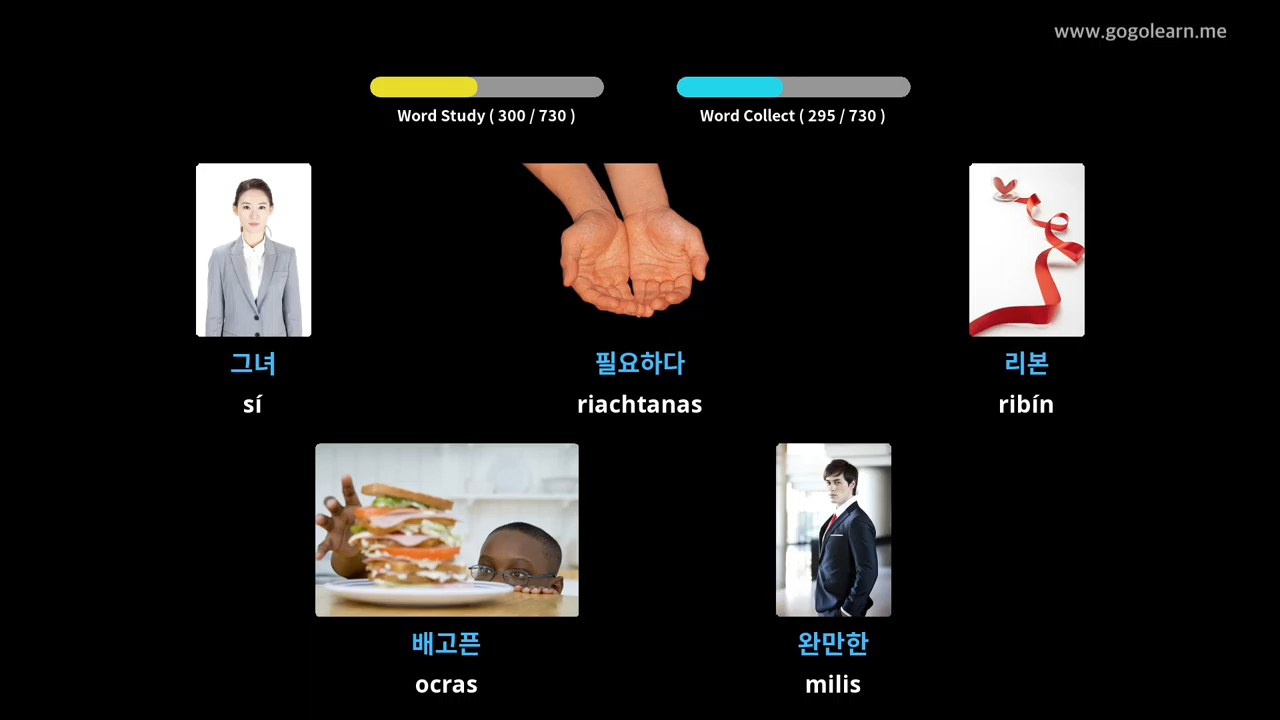 www.gogolearn.me
Word Study ( 300 / 730 )
Word Collect ( 295 / 730 )
그녀
sí
필요하다
riachtanas
리본
ribín
배고픈
ocras
완만한
milis